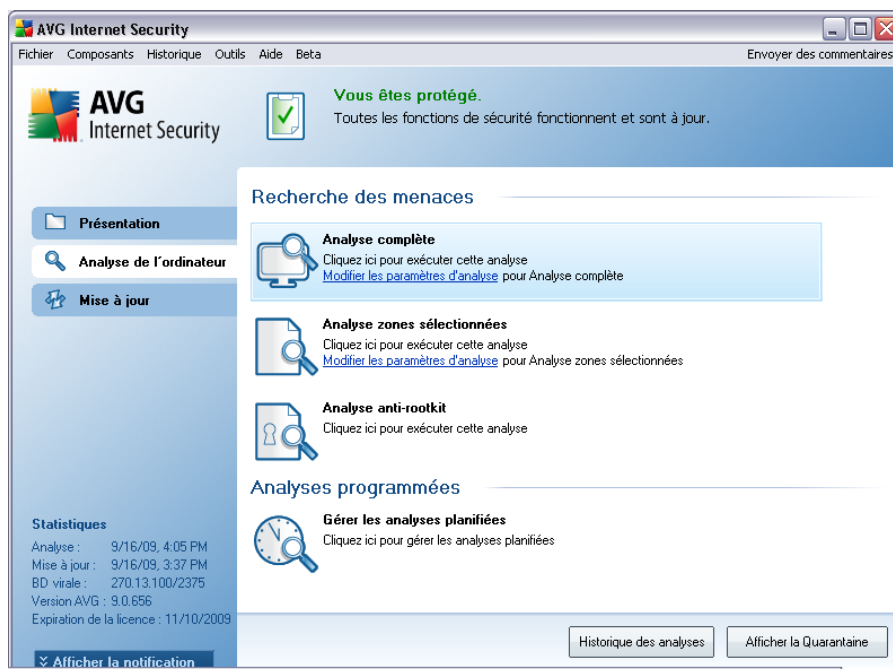 AVG Internet Security
Fichier Composants Historique Outils Aide Beta Envoyer des commentaires
AVG
Internet Security
Vous êtes protégé.
Toutes les fonctions de sécurité fonctionnent et sont à jour.
Présentation
Analyse de l'ordinateur
Mise à jour
Recherche des menaces
Analyse complète
Cliquez ici pour exécuter cette analyse
Modifier les paramètres d'analyse pour Analyse complète
Analyse zones sélectionnées
Cliquez ici pour exécuter cette analyse
Modifier les paramètres d'analyse pour Analyse zones sélectionnées
Analyse anti-rootkit
Cliquez ici pour exécuter cette analyse
Analyses programmées
Gérer les analyses planifiées
Cliquez ici pour gérer les analyses planifiées
Statistiques
Analyse : 9/16/09, 4:05 PM
Mise à jour : 9/16/09, 3:37 PM
BD virale : 270.13.100/2375
Version AVG : 9.0.656
Expiration de la licence : 11/10/2009
Afficher la notification
Historique des analyses
Afficher la Quarantaine